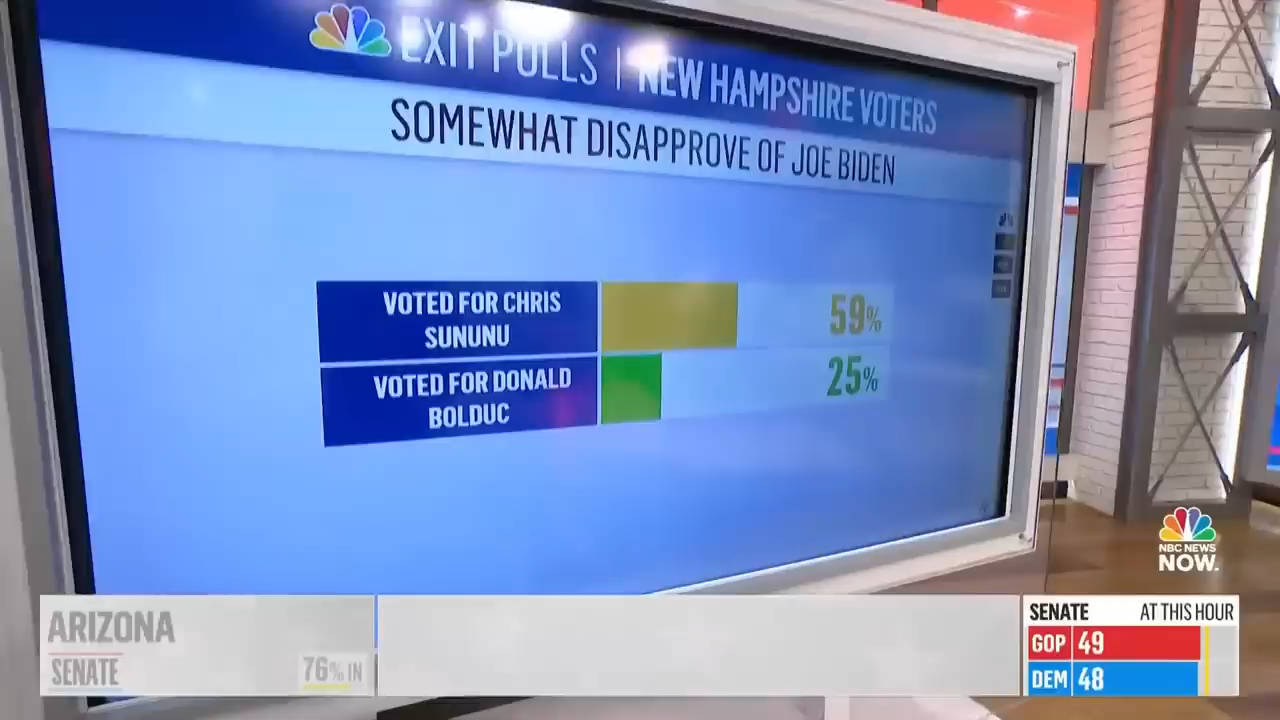 EXIT POLLS | NEW HAMPSHIRE VOTERS
SOMEWHAT DISAPPROVE OF JOE BIDEN
VOTED FOR CHRIS
SUNUNU
59%
VOTED FOR DONALD
BOLDUC
25%
NBC NEWS
NOW.
ARIZONA
SENATE
76% IN
SENATE AT THIS HOUR
GOP 49
DEM 48